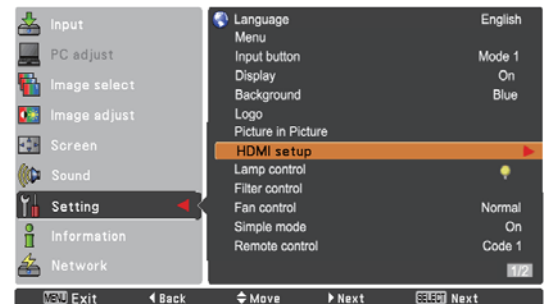 Input
PC adjust
Image select
Image adjust
Screen
Sound
Setting
Information
Network
Language English
Menu
Input button Mode 1
Display On
Background Blue
Logo
Picture in Picture
HDMI setup
Lamp control
Filter control
Fan control Normal
Simple mode On
Remote control Code 1
1/2
MENU Exit Back Move Next SELECT Next